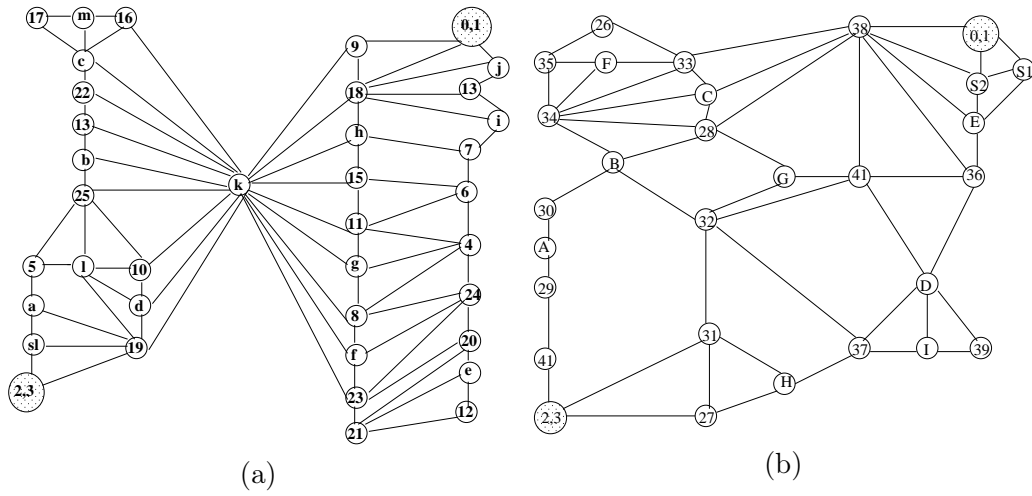 17 m 16
c
22
13
b
25
5 l 10
a d
sl 19
2,3
k
9 0,1
j
18 13
i
h 7
15 6
11 4
g
8 24
f 20
e
23 12
21
(a)
26 38 0,1
35 F 33 S1
C S2
34 28 E
B G 41 36
30 32
A
29 D
31
37 I 39
41 H
2,3 27
(b)